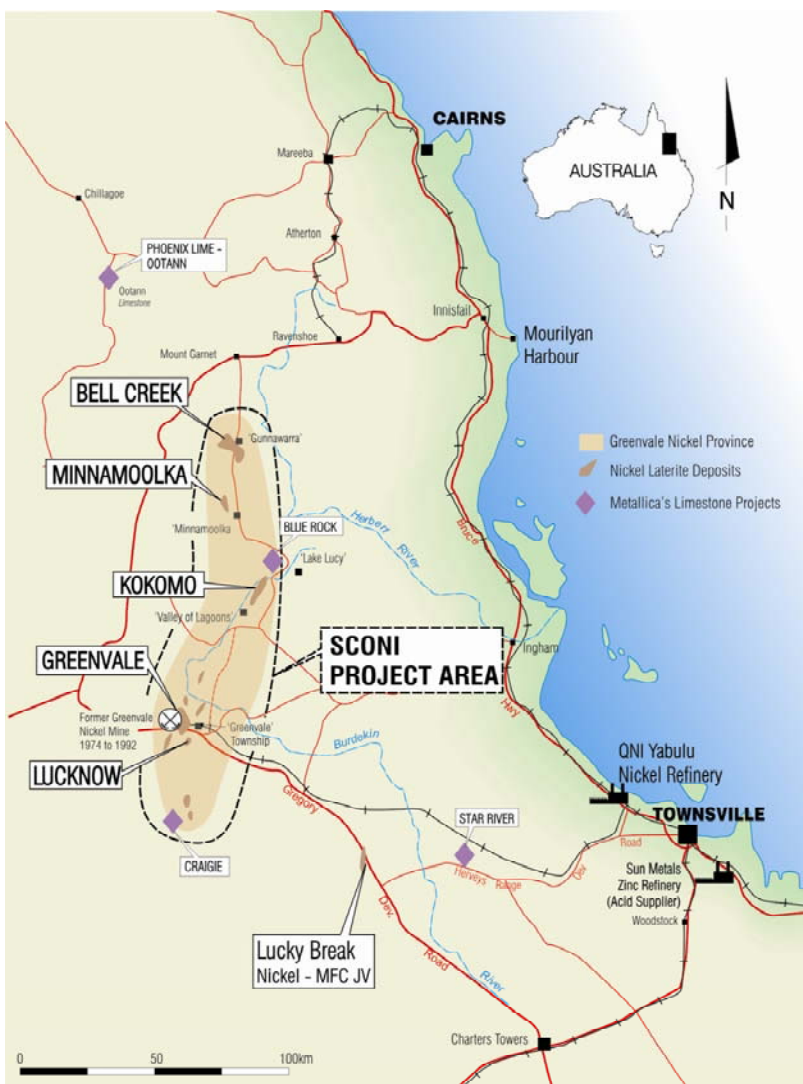 CAIRNS
AUSTRALIA
N
Mareeba
Chillagoe
Atherton
PHOENIX LIME -
OOTANN
Ootann
Limestone
Innisfail
Mourilyan
Harbour
Ravenshoe
Mount Garnet
BELL CREEK
'Gunnawarra'
Greenvale Nickel Province
Nickel Laterite Deposits
Metallica's Limestone Projects
MINNAMOOLKA
'Minnamoolka'
BLUE ROCK
Herberr
River
Bruce
Hwy
'Lake Lucy'
KOKOMO
'Valley of Lagoons'
SCONI
PROJECT AREA
Ingham
GREENVALE
Former Greenvale
Nickel Mine
1974 to 1992
'Greenvale'
Township
LUCKNOW
Burdekin
River
QNI Yabulu
Nickel Refinery
TOWNSVILLE
Gregory
Dev.
Road
STAR RIVER
Herveys
Range
Dev
Road
CRAIGIE
Sun Metals
Zinc Refinery
(Acid Supplier)
Woodstock
Lucky Break
Nickel - MFC JV
Charters Towers
0
50
100km